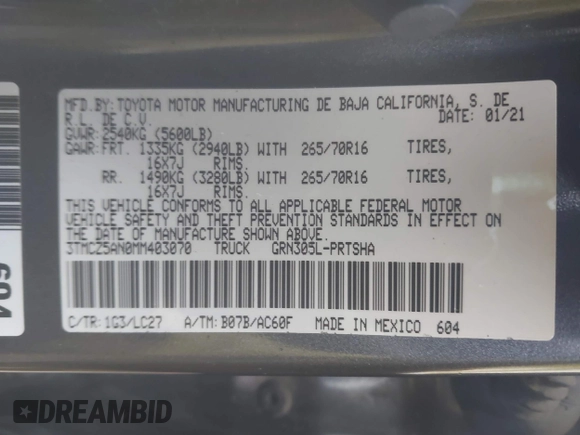 MFD.BY:TOYOTA MOTOR MANUFACTURING DE BAJA CALIFORNIA, S. DE
R.L. DE C.V. DATE: 01/21
GVWR:2540KG (5600LB)
GAWR:FRT. 1335KG (2940LB) WITH 265/70R16 TIRES,
16X7J RIMS.
RR. 1490KG (3280LB) WITH 265/70R16 TIRES,
16X7J RIMS.
THIS VEHICLE CONFORMS TO ALL APPLICABLE FEDERAL MOTOR
VEHICLE SAFETY AND THEFT PREVENTION STANDARDS IN EFFECT ON
THE DATE OF MANUFACTURE SHOWN ABOVE.
3TMCZ5AN0MM403070 TRUCK GRN305L-PRTSHA
C/TR:1G3/LC27 A/TM:B07B/AC60F MADE IN MEXICO 604
604
DREAMBID